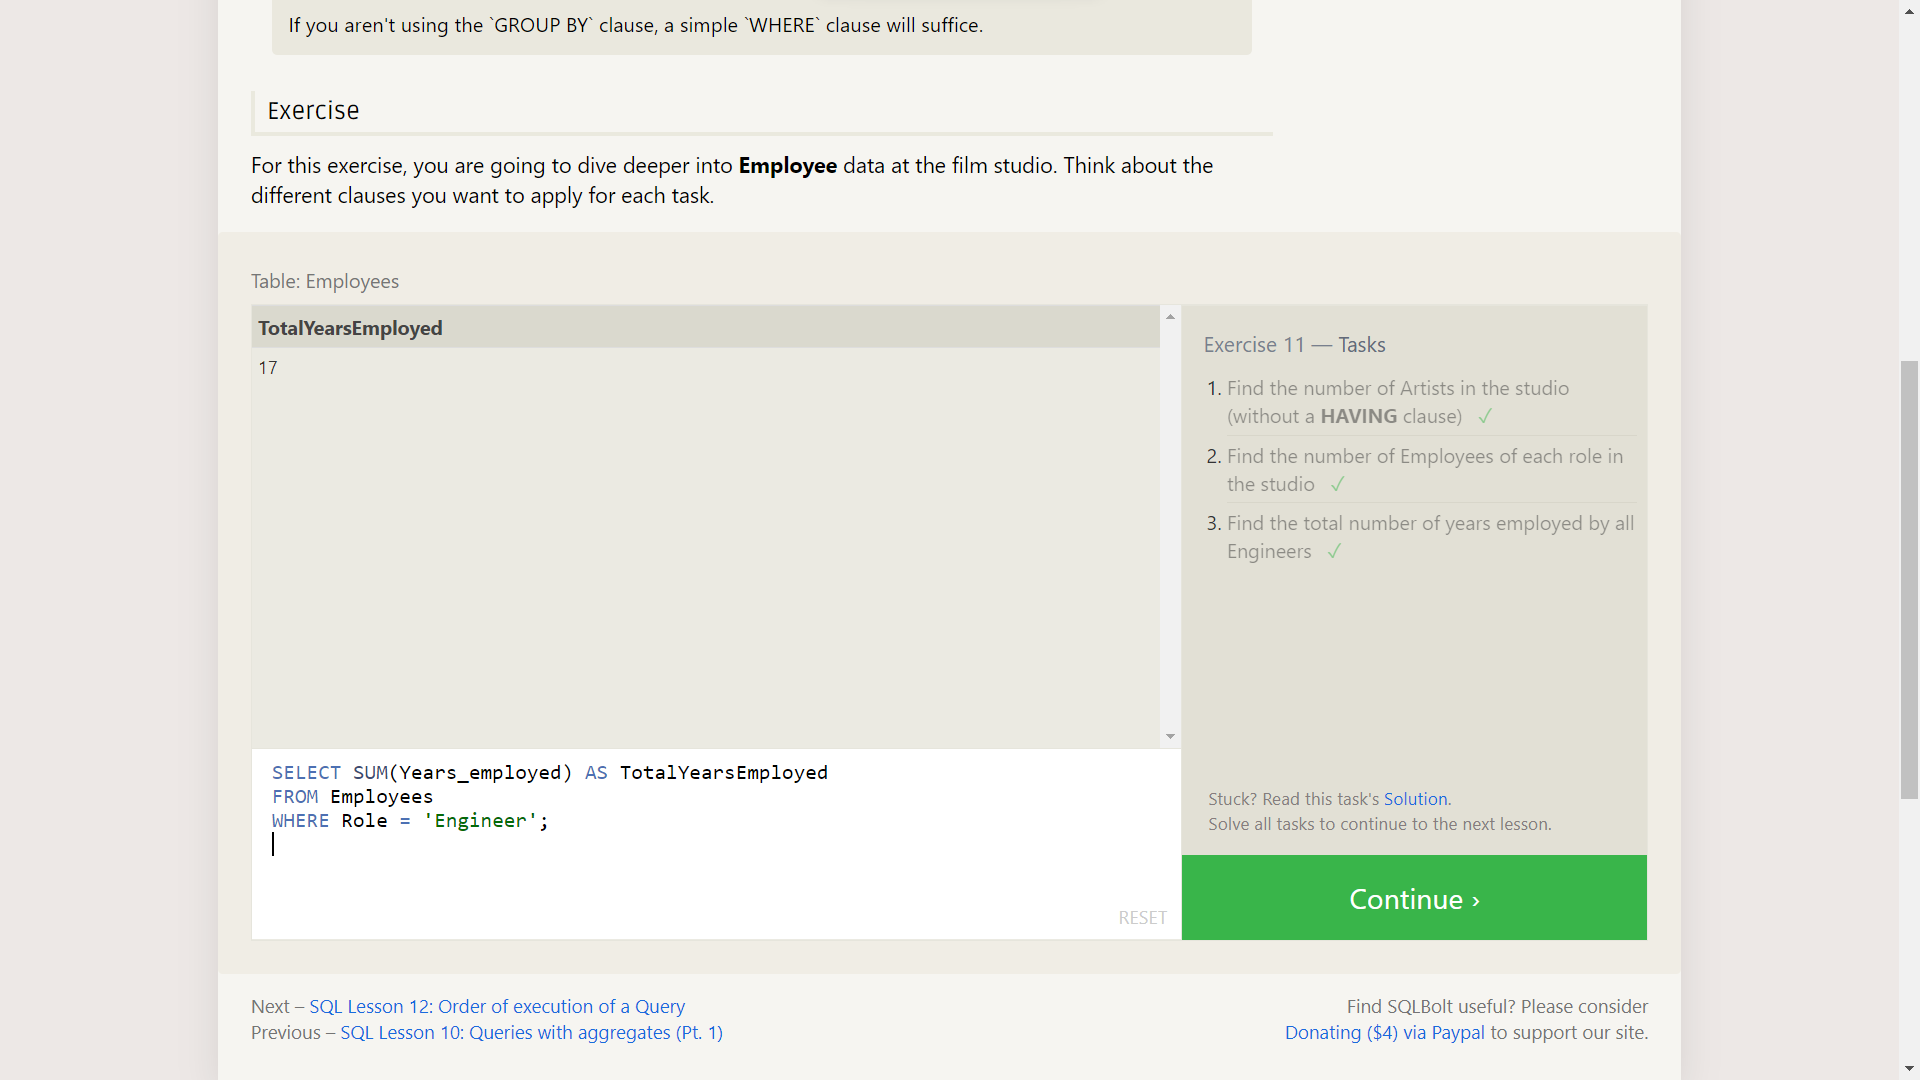 If you aren't using the `GROUP BY` clause, a simple `WHERE` clause will suffice.
Exercise
For this exercise, you are going to dive deeper into Employee data at the film studio. Think about the
different clauses you want to apply for each task.
Table: Employees
TotalYearsEmployed
17
SELECT SUM(Years_employed) AS TotalYearsEmployed
FROM Employees
WHERE Role = 'Engineer';
RESET
Exercise 11 — Tasks
1. Find the number of Artists in the studio
(without a HAVING clause) ✓
2. Find the number of Employees of each role in
the studio ✓
3. Find the total number of years employed by all
Engineers ✓
Stuck? Read this task's Solution.
Solve all tasks to continue to the next lesson.
Continue ›
Next – SQL Lesson 12: Order of execution of a Query
Previous – SQL Lesson 10: Queries with aggregates (Pt. 1)
Find SQLBolt useful? Please consider
Donating ($4) via Paypal to support our site.